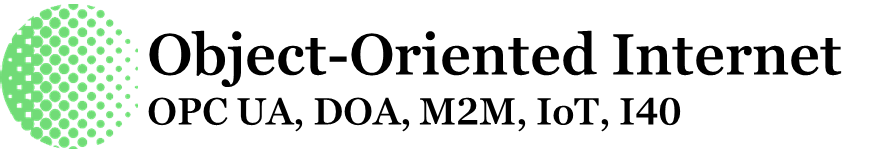 Object-Oriented Internet
OPC UA, DOA, M2M, IoT, I40